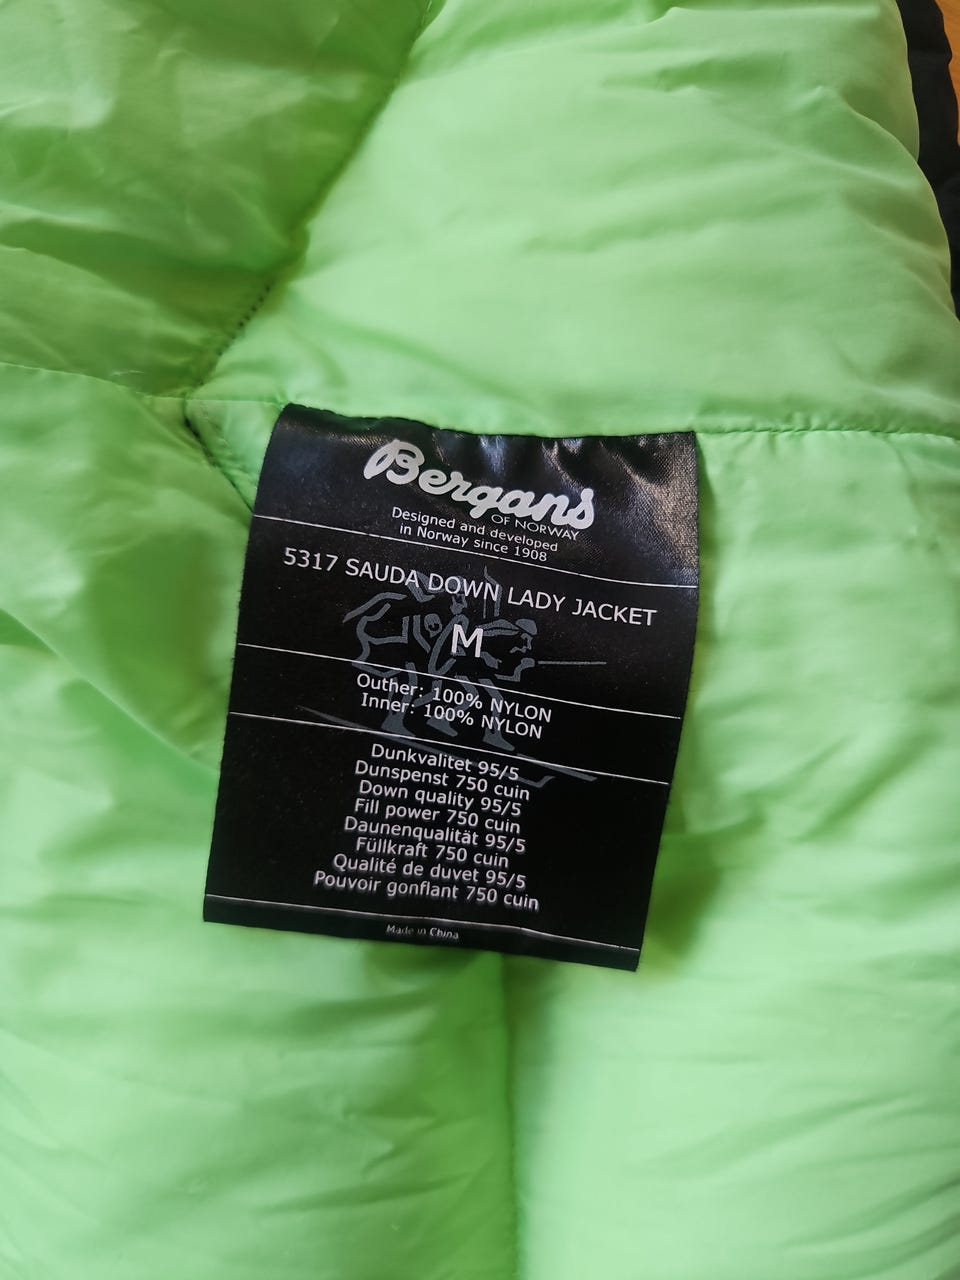 Bergans
OF NORWAY
Designed and developed
in Norway since 1908
5317 SAUDA DOWN LADY JACKET
M
Outher: 100% NYLON
Inner: 100% NYLON
Dunkvalitet 95/5
Dunspenst 750 cuin
Down quality 95/5
Fill power 750 cuin
Daunenqualität 95/5
Füllkraft 750 cuin
Qualité de duvet 95/5
Pouvoir gonflant 750 cuin
Made in China